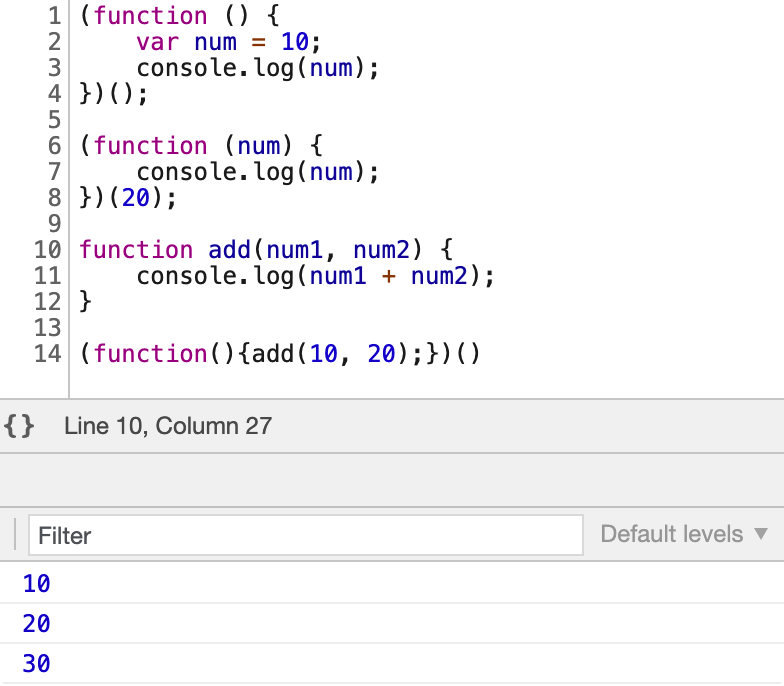 1 (function () {
2     var num = 10;
3     console.log(num);
4 })();
5
6 (function (num) {
7     console.log(num);
8 })(20);
9
10 function add(num1, num2) {
11     console.log(num1 + num2);
12 }
13
14 (function(){add(10, 20);})()
{} Line 10, Column 27
Filter Default levels ▼
10
20
30